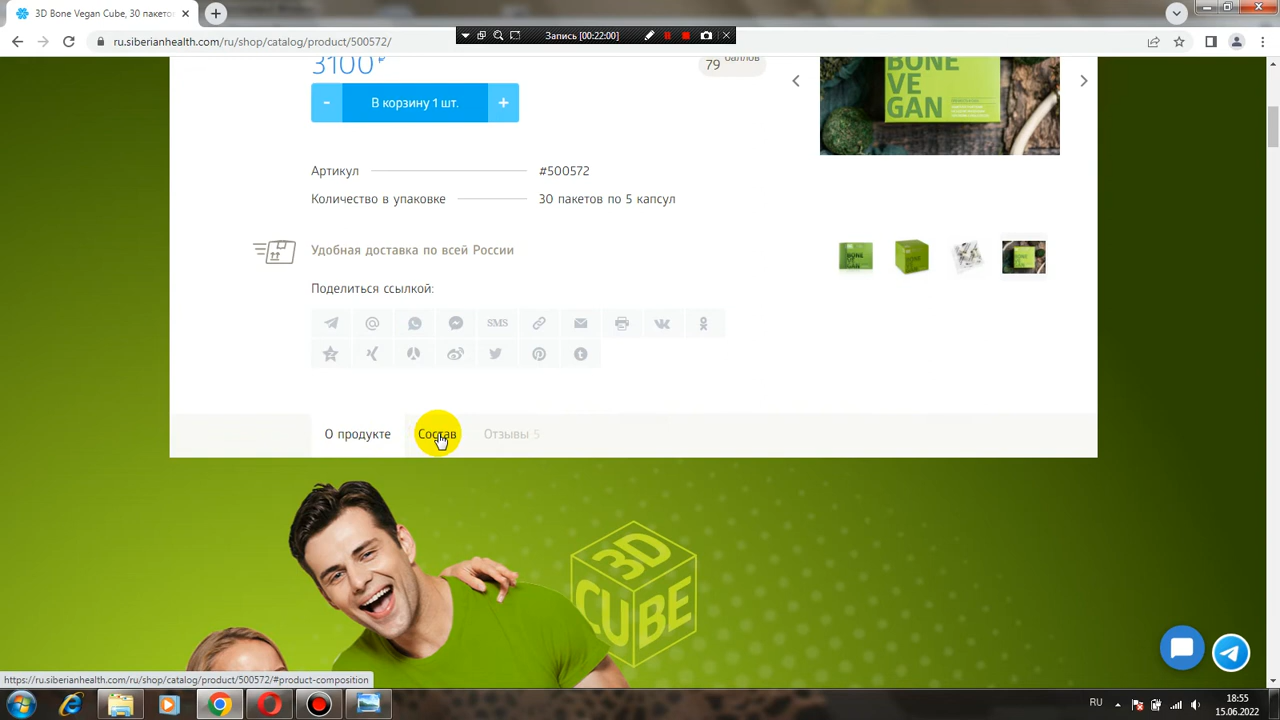 3D Bone Vegan Cube, 30 пакетов
ru.siberianhealth.com/ru/shop/catalog/product/500572/
Запись [00:22:00]
3100 ₽
79 баллов
- В корзину 1 шт. +
BONE
VE
GAN
Артикул #500572
Количество в упаковке 30 пакетов по 5 капсул
Удобная доставка по всей России
Поделиться ссылкой:
SMS
BONE
VE
GAN
О продукте Состав Отзывы 5
3D
CUBE
https://ru.siberianhealth.com/ru/shop/catalog/product/500572/#product-composition
RU
18:55
15.06.2022